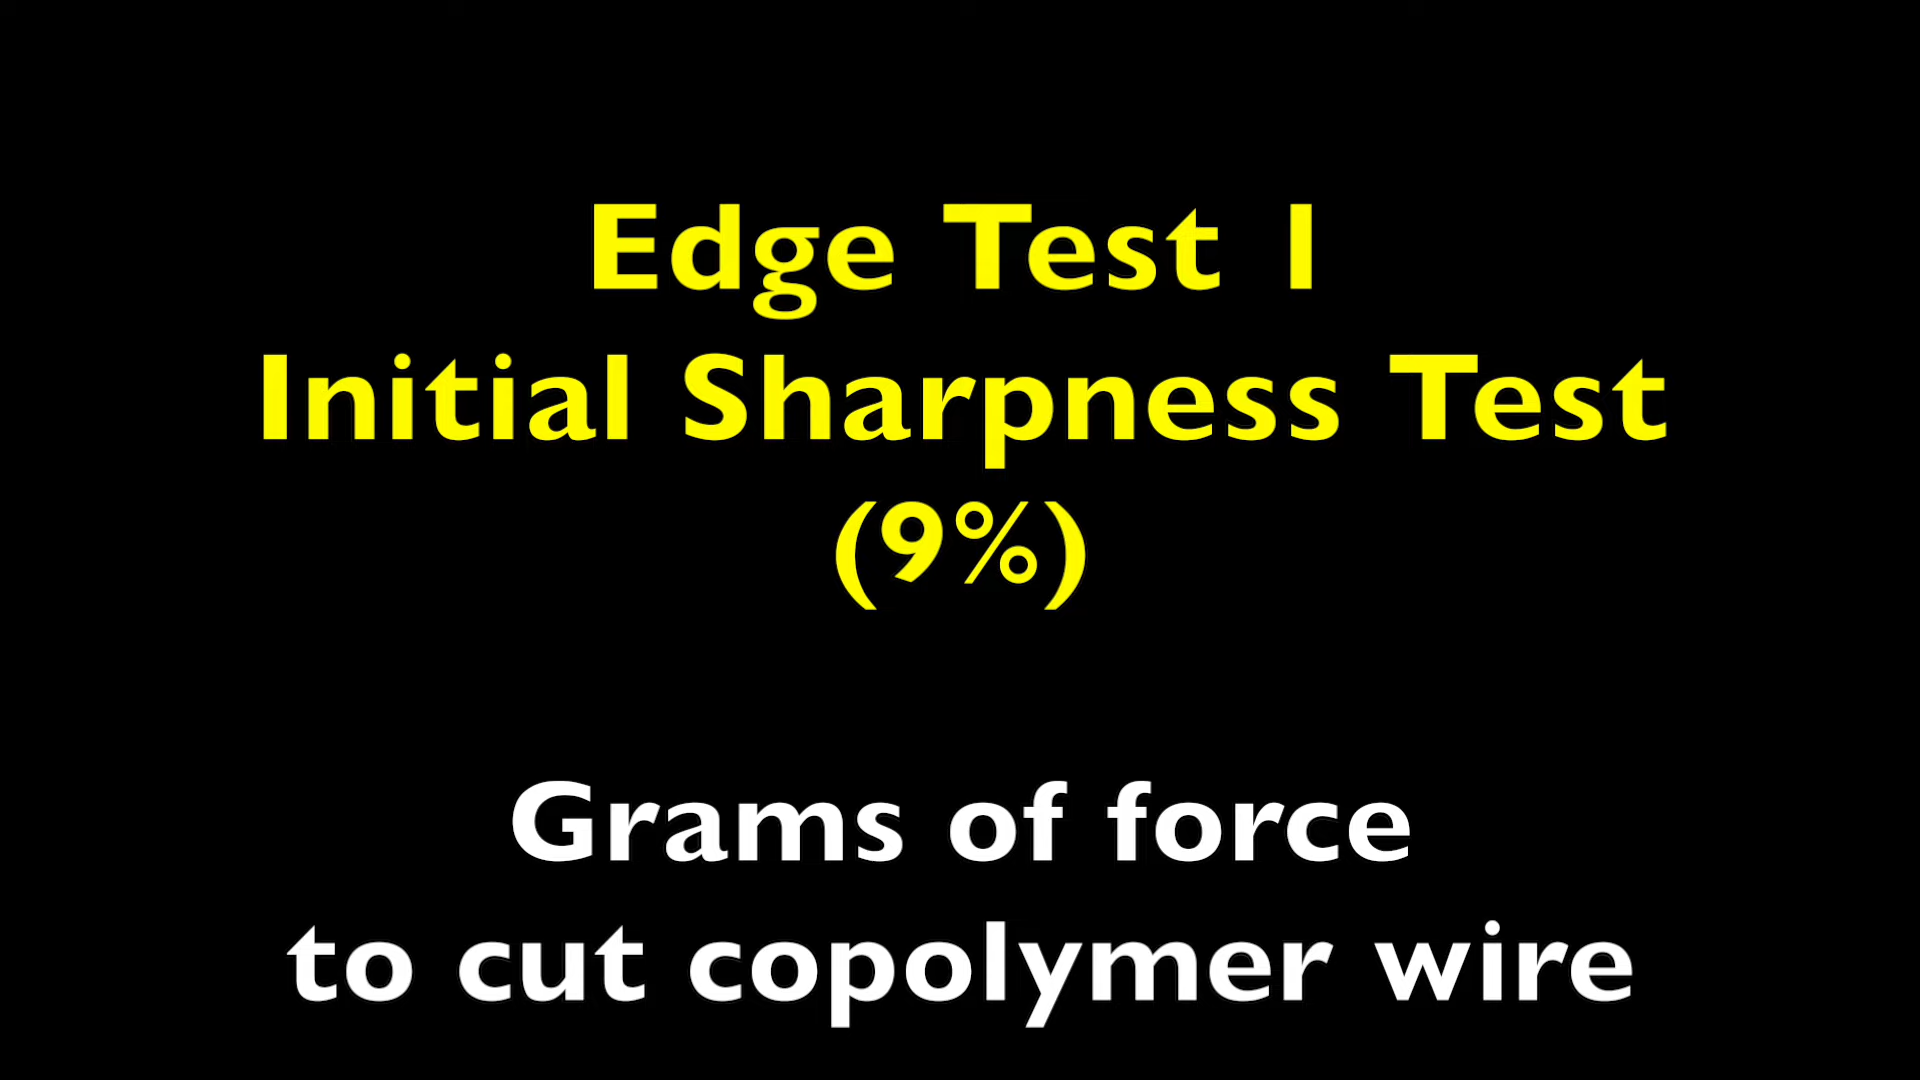 Edge Test 1
Initial Sharpness Test
(9%)
Grams of force
to cut copolymer wire